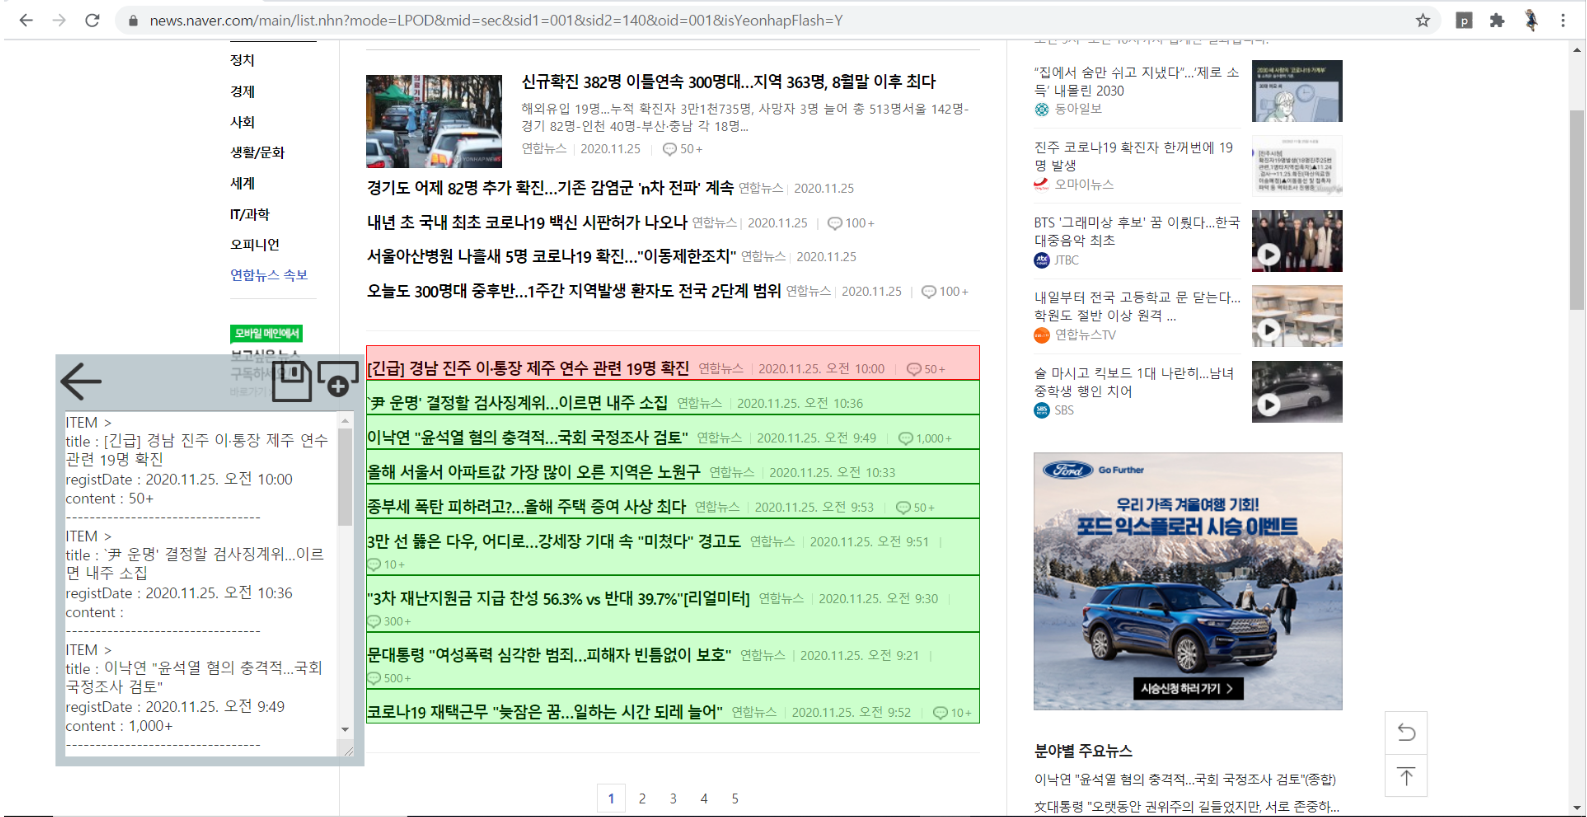 news.naver.com/main/list.nhn?mode=LPOD&mid=sec&sid1=001&sid2=140&oid=001&isYeonhapFlash=Y
정치
경제
사회
생활/문화
세계
IT/과학
오피니언
연합뉴스 속보
모바일 메인에서
신규확진 382명 이틀연속 300명대...지역 363명, 8월말 이후 최다
해외유입 19명...누적 확진자 3만1천735명, 사망자 3명 늘어 총 513명서울 142명-
경기 82명-인천 40명-부산·충남 각 18명...
연합뉴스 2020.11.25 50+
경기도 어제 82명 추가 확진...기존 감염군 'n차 전파' 계속 연합뉴스 2020.11.25
내년 초 국내 최초 코로나19 백신 시판허가 나오나 연합뉴스 2020.11.25 100+
서울아산병원 나흘새 5명 코로나19 확진..."이동제한조치" 연합뉴스 2020.11.25
오늘도 300명대 중후반...1주간 지역발생 환자도 전국 2단계 범위 연합뉴스 2020.11.25 100+
[긴급] 경남 진주 이·통장 제주 연수 관련 19명 확진 연합뉴스 2020.11.25. 오전 10:00 50+
`尹 운명' 결정할 검사징계위...이르면 내주 소집 연합뉴스 2020.11.25. 오전 10:36
이낙연 "윤석열 혐의 충격적...국회 국정조사 검토" 연합뉴스 2020.11.25. 오전 9:49 1,000+
올해 서울서 아파트값 가장 많이 오른 지역은 노원구 연합뉴스 2020.11.25. 오전 10:33
종부세 폭탄 피하려고?...올해 주택 증여 사상 최다 연합뉴스 2020.11.25. 오전 9:53 50+
3만 선 뚫은 다우, 어디로...강세장 기대 속 "미쳤다" 경고도 연합뉴스 2020.11.25. 오전 9:51
10+
"3차 재난지원금 지급 찬성 56.3% vs 반대 39.7%"[리얼미터] 연합뉴스 2020.11.25. 오전 9:30
300+
문대통령 "여성폭력 심각한 범죄...피해자 빈틈없이 보호" 연합뉴스 2020.11.25. 오전 9:21
500+
코로나19 재택근무 "늦잠은 꿈...일하는 시간 되레 늘어" 연합뉴스 2020.11.25. 오전 9:52 10+
1 2 3 4 5
ITEM >
title : [긴급] 경남 진주 이·통장 제주 연수
관련 19명 확진
registDate : 2020.11.25. 오전 10:00
content : 50+
---------------------------------
ITEM >
title : `尹 운명' 결정할 검사징계위...이르
면 내주 소집
registDate : 2020.11.25. 오전 10:36
content :
---------------------------------
ITEM >
title : 이낙연 "윤석열 혐의 충격적...국회
국정조사 검토"
registDate : 2020.11.25. 오전 9:49
content : 1,000+
---------------------------------
"집에서 숨만 쉬고 지냈다"...'제로 소
득' 내몰린 2030
동아일보
진주 코로나19 확진자 한꺼번에 19
명 발생
오마이뉴스
BTS '그래미상 후보' 꿈 이뤘다...한국
대중음악 최초
JTBC
내일부터 전국 고등학교 문 닫는다...
학원도 절반 이상 원격 ...
연합뉴스TV
술 마시고 킥보드 1대 나란히...남녀
중학생 행인 치어
SBS
Ford Go Further
우리 가족 겨울여행 기회!
포드 익스플로러 시승 이벤트
시승신청 하러 가기 >
분야별 주요뉴스
이낙연 "윤석열 혐의 충격적...국회 국정조사 검토"(종합)
文대통령 "오랫동안 권위주의 길들었지만, 서로 존중하...